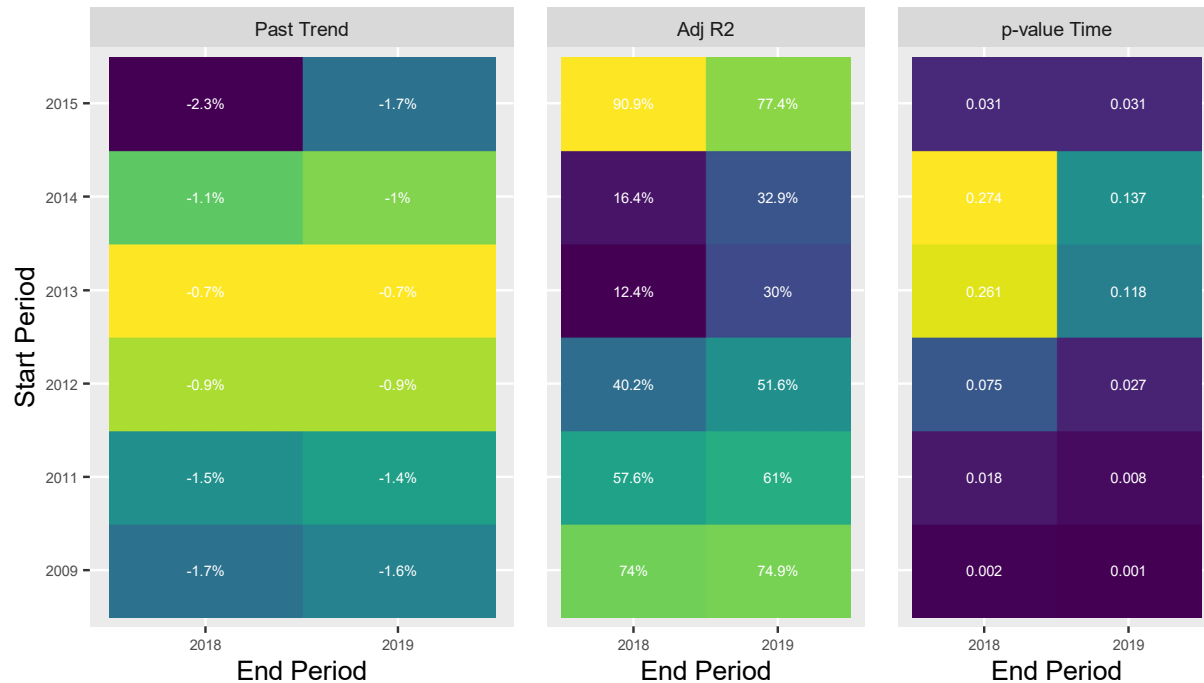 Past Trend Adj R2 p-value Time
2015 -2.3% -1.7% 90.9% 77.4% 0.031 0.031
2014 -1.1% -1% 16.4% 32.9% 0.274 0.137
2013 -0.7% -0.7% 12.4% 30% 0.261 0.118
2012 -0.9% -0.9% 40.2% 51.6% 0.075 0.027
2011 -1.5% -1.4% 57.6% 61% 0.018 0.008
2009 -1.7% -1.6% 74% 74.9% 0.002 0.001
Start Period
2018 2019 2018 2019 2018 2019
End Period End Period End Period